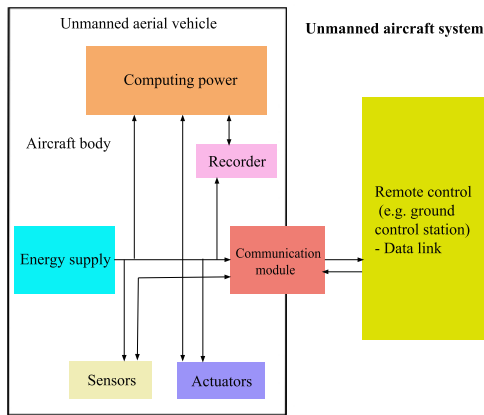 Unmanned aerial vehicle
Unmanned aircraft system
Computing power
Aircraft body
Recorder
Remote control
(e.g. ground
control station)
- Data link
Energy supply
Communication
module
Sensors
Actuators